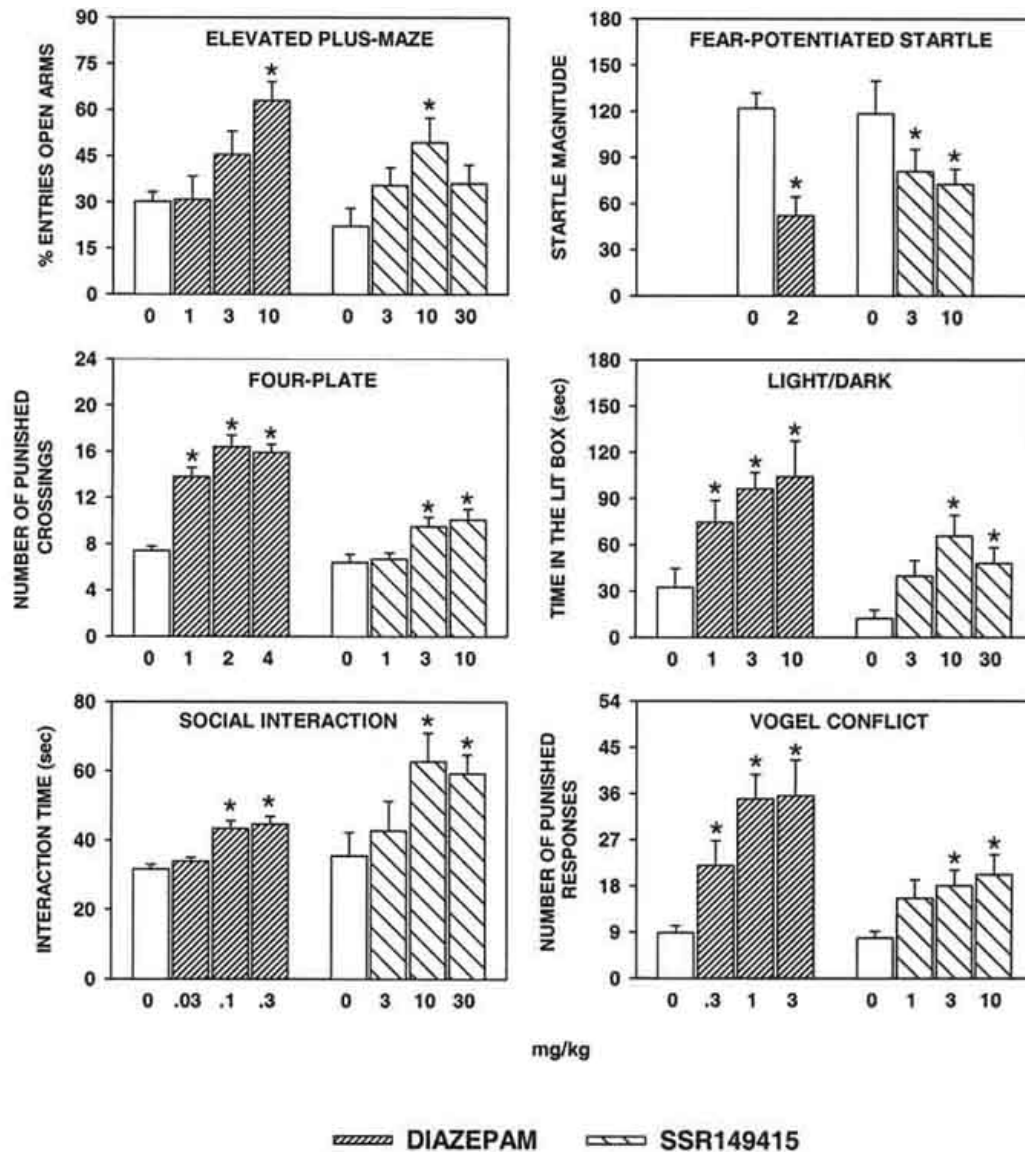 ELEVATED PLUS-MAZE
% ENTRIES OPEN ARMS
90
75
60
45
30
15
0
* *
0 1 3 10 0 3 10 30
FEAR-POTENTIATED STARTLE
STARTLE MAGNITUDE
180
150
120
90
60
30
0
* * *
0 2 0 3 10
FOUR-PLATE
NUMBER OF PUNISHED
CROSSINGS
24
20
16
12
8
4
0
* * * * *
0 1 2 4 0 1 3 10
LIGHT/DARK
TIME IN THE LIT BOX (sec)
180
150
120
90
60
30
0
* * * * *
0 1 3 10 0 3 10 30
SOCIAL INTERACTION
INTERACTION TIME (sec)
80
60
40
20
0
* * * *
0 .03 .1 .3 0 3 10 30
VOGEL CONFLICT
NUMBER OF PUNISHED
RESPONSES
54
45
36
27
18
9
0
* * * * *
0 .3 1 3 0 1 3 10
mg/kg
DIAZEPAM SSR149415